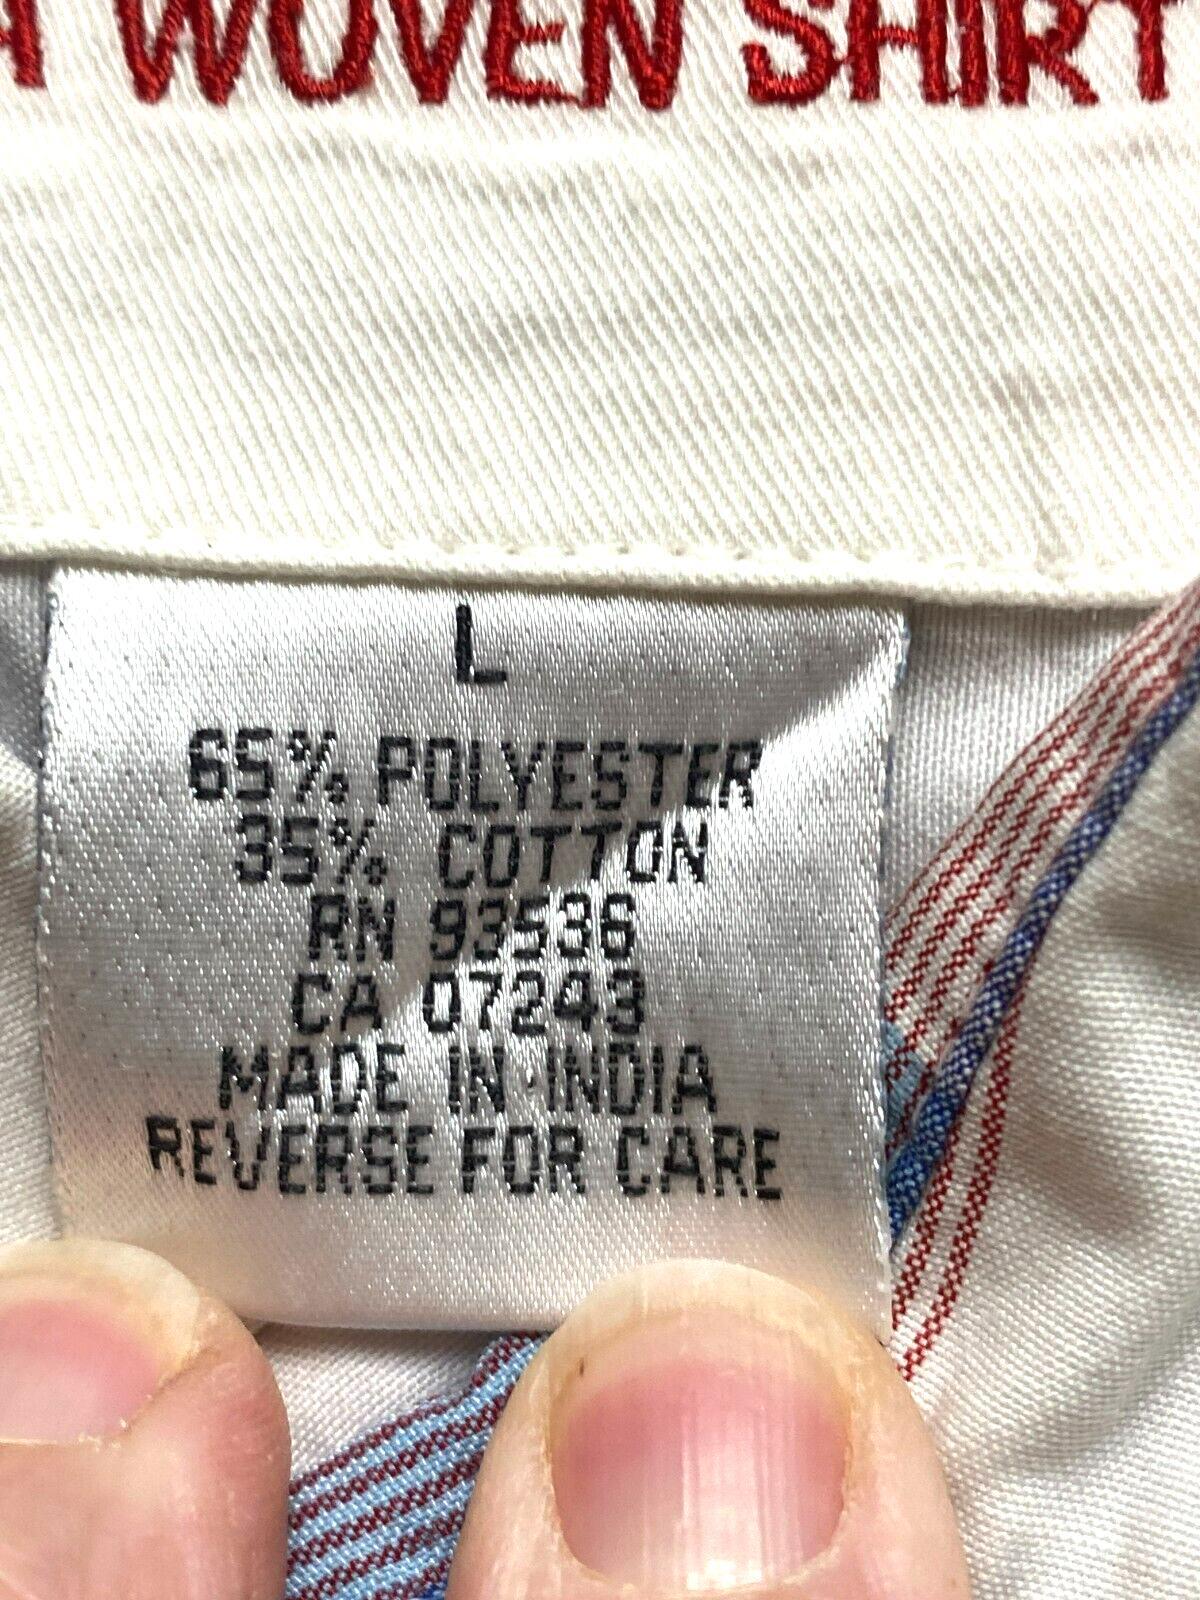 A WOVEN SHIRT
L
65% POLYESTER
35% COTTON
RN 93536
CA 07243
MADE IN INDIA
REVERSE FOR CARE